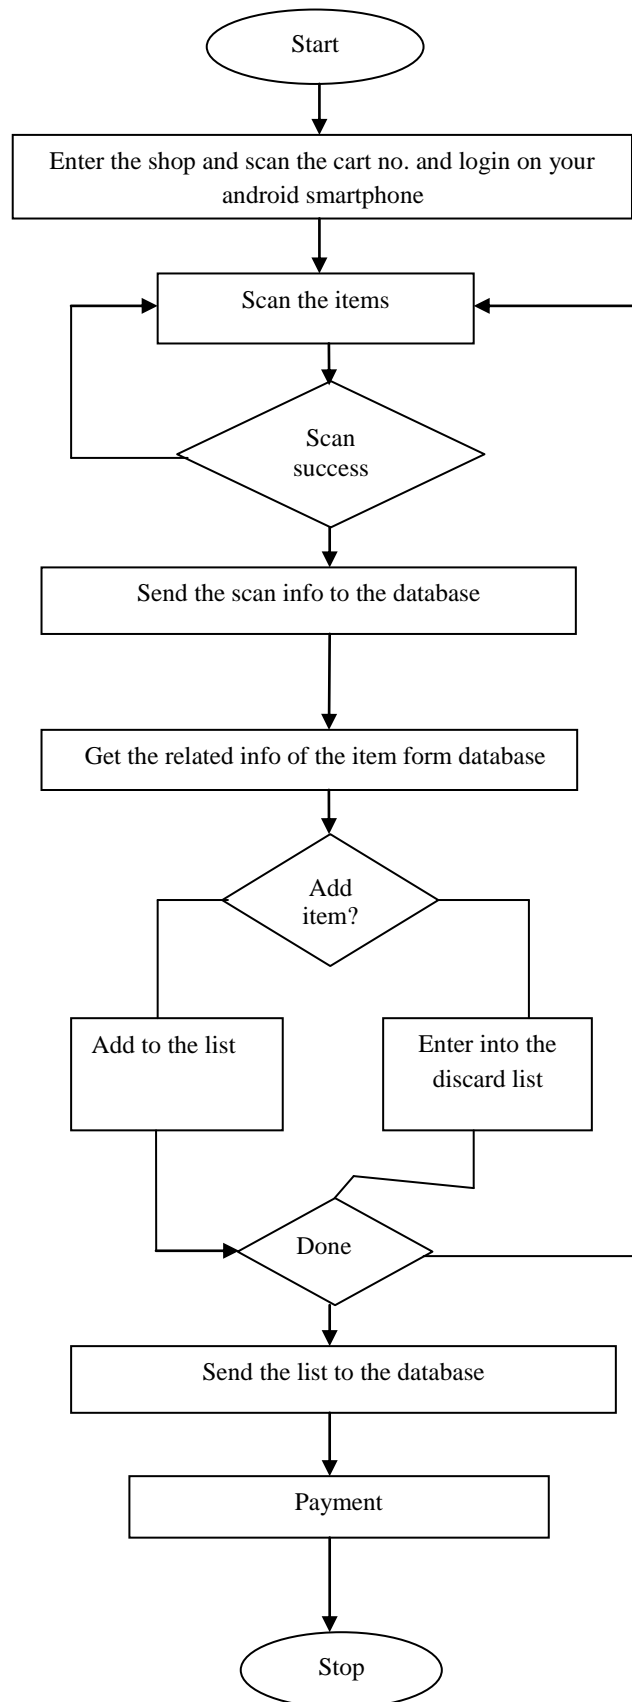 Start
Enter the shop and scan the cart no. and login on your
android smartphone
Scan the items
Scan
success
Send the scan info to the database
Get the related info of the item form database
Add
item?
Add to the list
Enter into the
discard list
Done
Send the list to the database
Payment
Stop